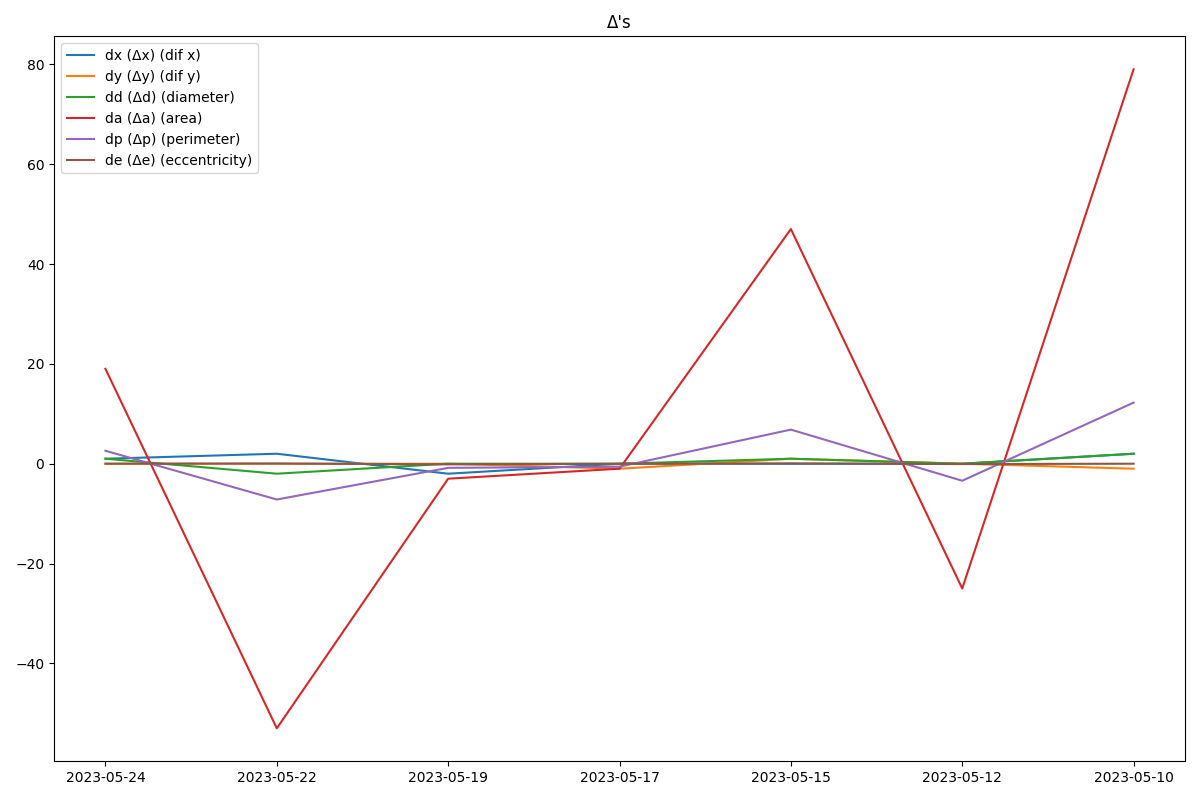 Δ's
dx (Δx) (dif x)
dy (Δy) (dif y)
dd (Δd) (diameter)
da (Δa) (area)
dp (Δp) (perimeter)
de (Δe) (eccentricity)
80
60
40
20
0
−20
−40
2023-05-24 2023-05-22 2023-05-19 2023-05-17 2023-05-15 2023-05-12 2023-05-10